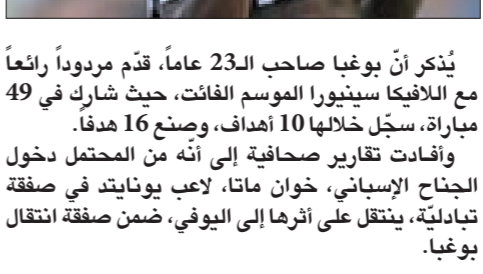 يُذكر أنّ بوغبا صاحب الـ23 عاماً، قدّم مردوداً رائعاً
مع اللافيكا سينيورا الموسم الفائت، حيث شارك في 49
مباراة، سجّل خلالها 10 أهداف، وصنع 16 هدفاً.
وأفـادت تقارير صحافية إلى أنّه من المحتمل دخول
الجناح الإسباني، خوان ماتا، لاعب يونايتد في صفقة
تبادليّة، ينتقل على أثرها إلى اليوفي، ضمن صفقة انتقال
بوغبا.